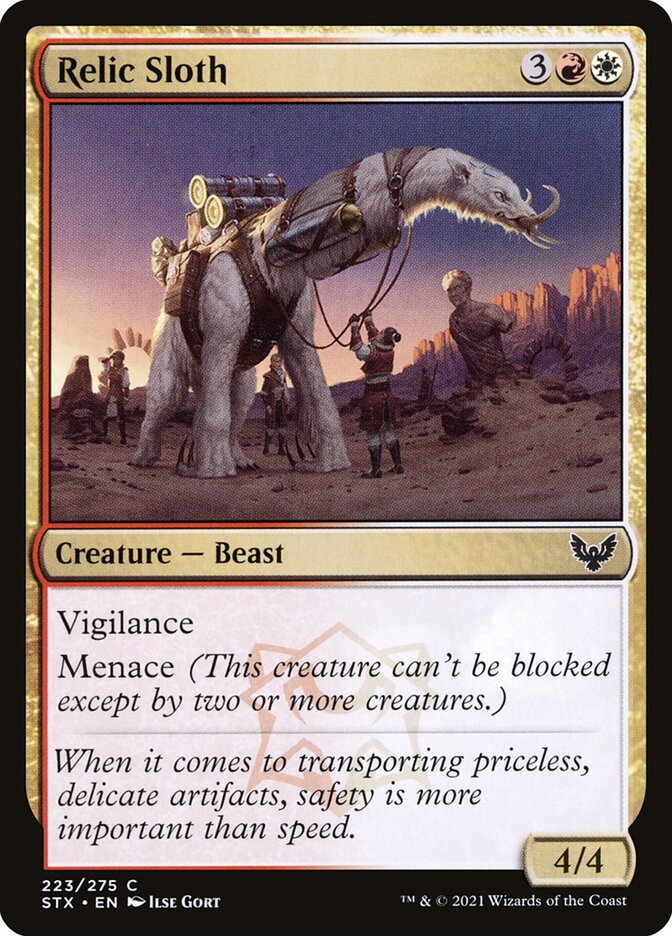 Relic Sloth 3
Creature — Beast
Vigilance
Menace (This creature can't be blocked
except by two or more creatures.)
When it comes to transporting priceless,
delicate artifacts, safety is more
important than speed.
4/4
223/275 C
STX • EN Ilse Gort
™ & © 2021 Wizards of the Coast